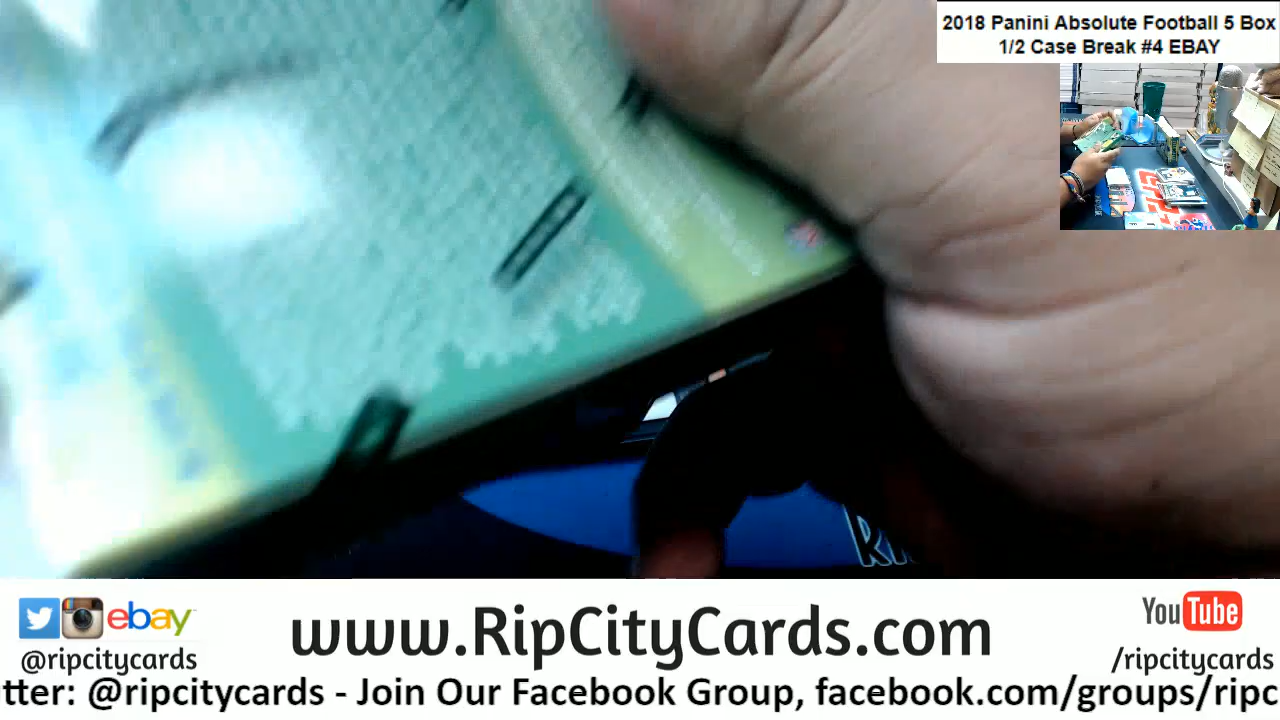 2018 Panini Absolute Football 5 Box
1/2 Case Break #4 EBAY
ebay
@ripcitycards
www.RipCityCards.com
YouTube
/ripcitycards
tter: @ripcitycards - Join Our Facebook Group, facebook.com/groups/ripc